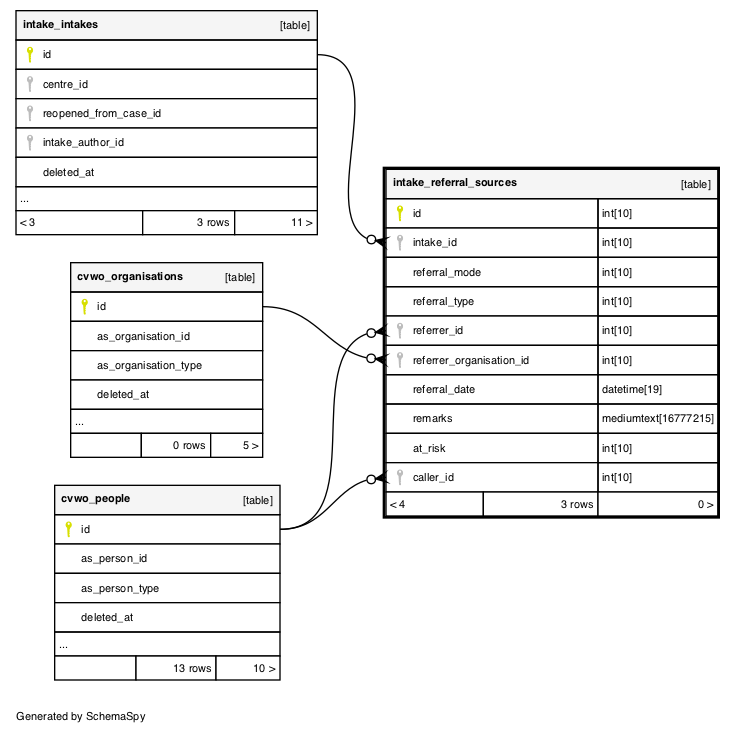 intake_intakes [table]
id
centre_id
reopened_from_case_id
intake_author_id
deleted_at
...
< 3 3 rows 11 >
cvwo_organisations [table]
id
as_organisation_id
as_organisation_type
deleted_at
...
0 rows 5 >
cvwo_people [table]
id
as_person_id
as_person_type
deleted_at
...
13 rows 10 >
intake_referral_sources [table]
id int[10]
intake_id int[10]
referral_mode int[10]
referral_type int[10]
referrer_id int[10]
referrer_organisation_id int[10]
referral_date datetime[19]
remarks mediumtext[16777215]
at_risk int[10]
caller_id int[10]
< 4 3 rows 0 >
Generated by SchemaSpy